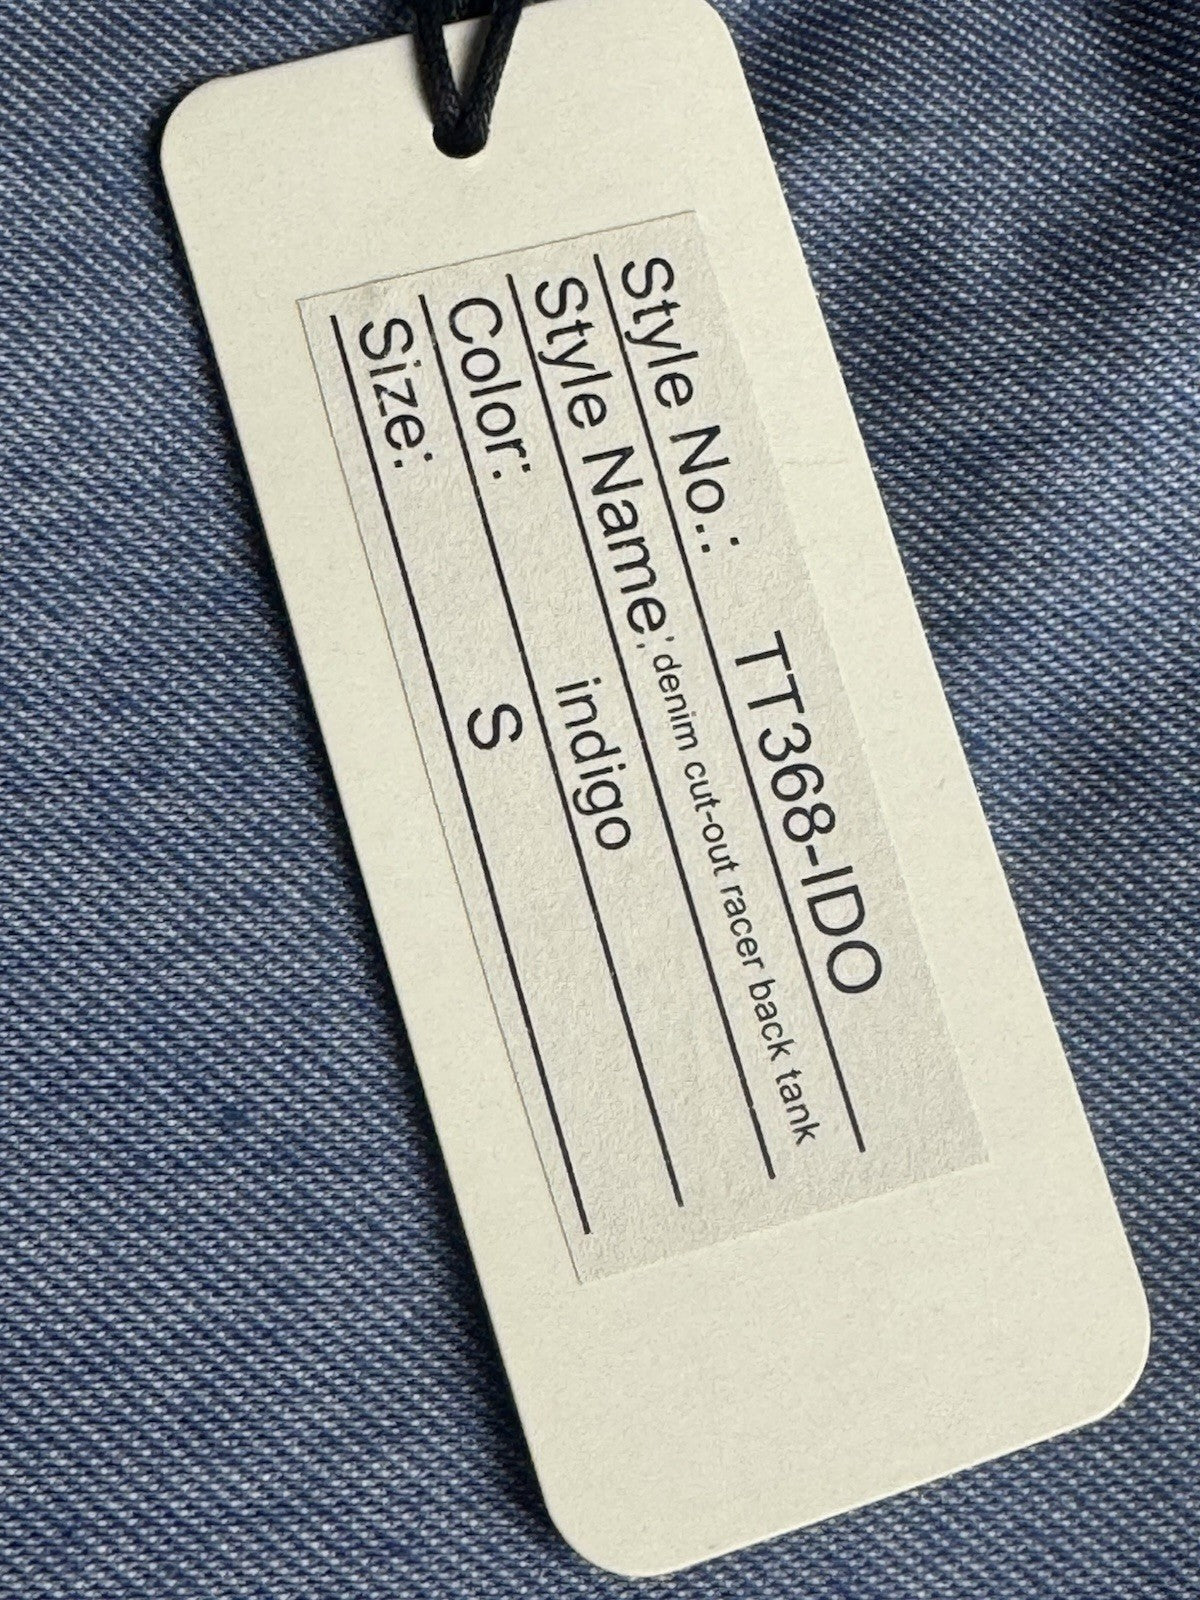 Style No.: TT368-IDO
Style Name: denim cut-out racer back tank
Color: indigo
Size: S